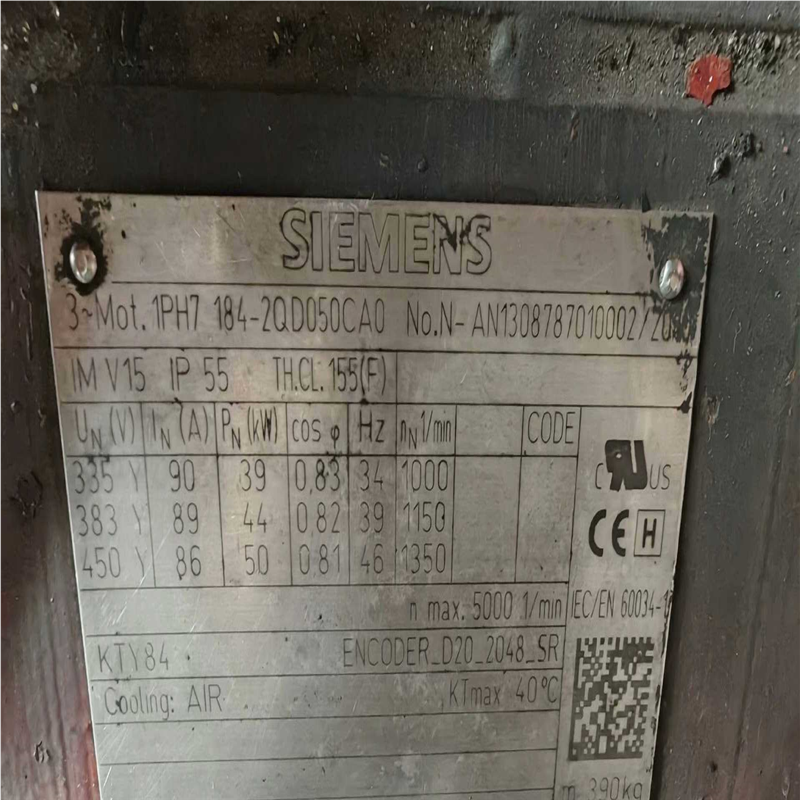 SIEMENS
3~Mot. 1PH7 184-2QD050CA0 No.N- AN1308787010002/20
IM V15 IP 55 TH.CL. 155(F)
UN (V) IN (A) PN (kW) cos φ Hz nN 1/min CODE
335 Y 90 39 0,83 34 1000
383 Y 89 44 0,82 39 1150
450 Y 86 50 0,81 46 1350
C RU US
CE H
n max. 5000 1/min IEC/EN 60034-1
KTY84 ENCODER_D20_2048_SR
Cooling: AIR KTmax 40°C
m 390kg